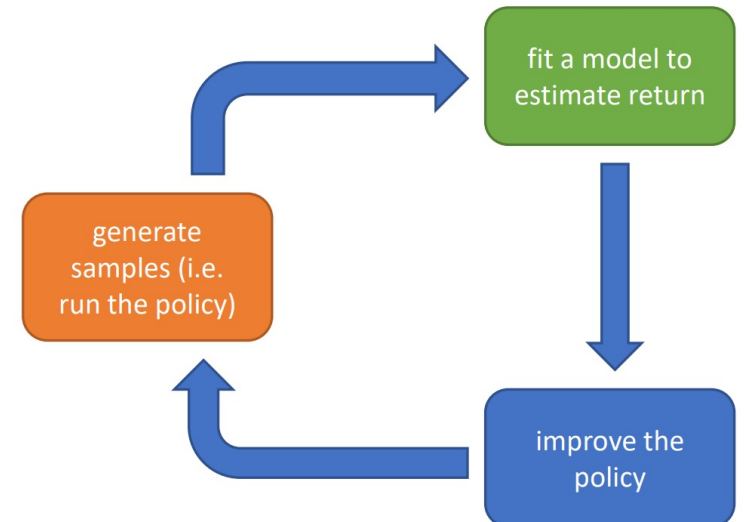 fit a model to
estimate return
generate
samples (i.e.
run the policy)
improve the
policy